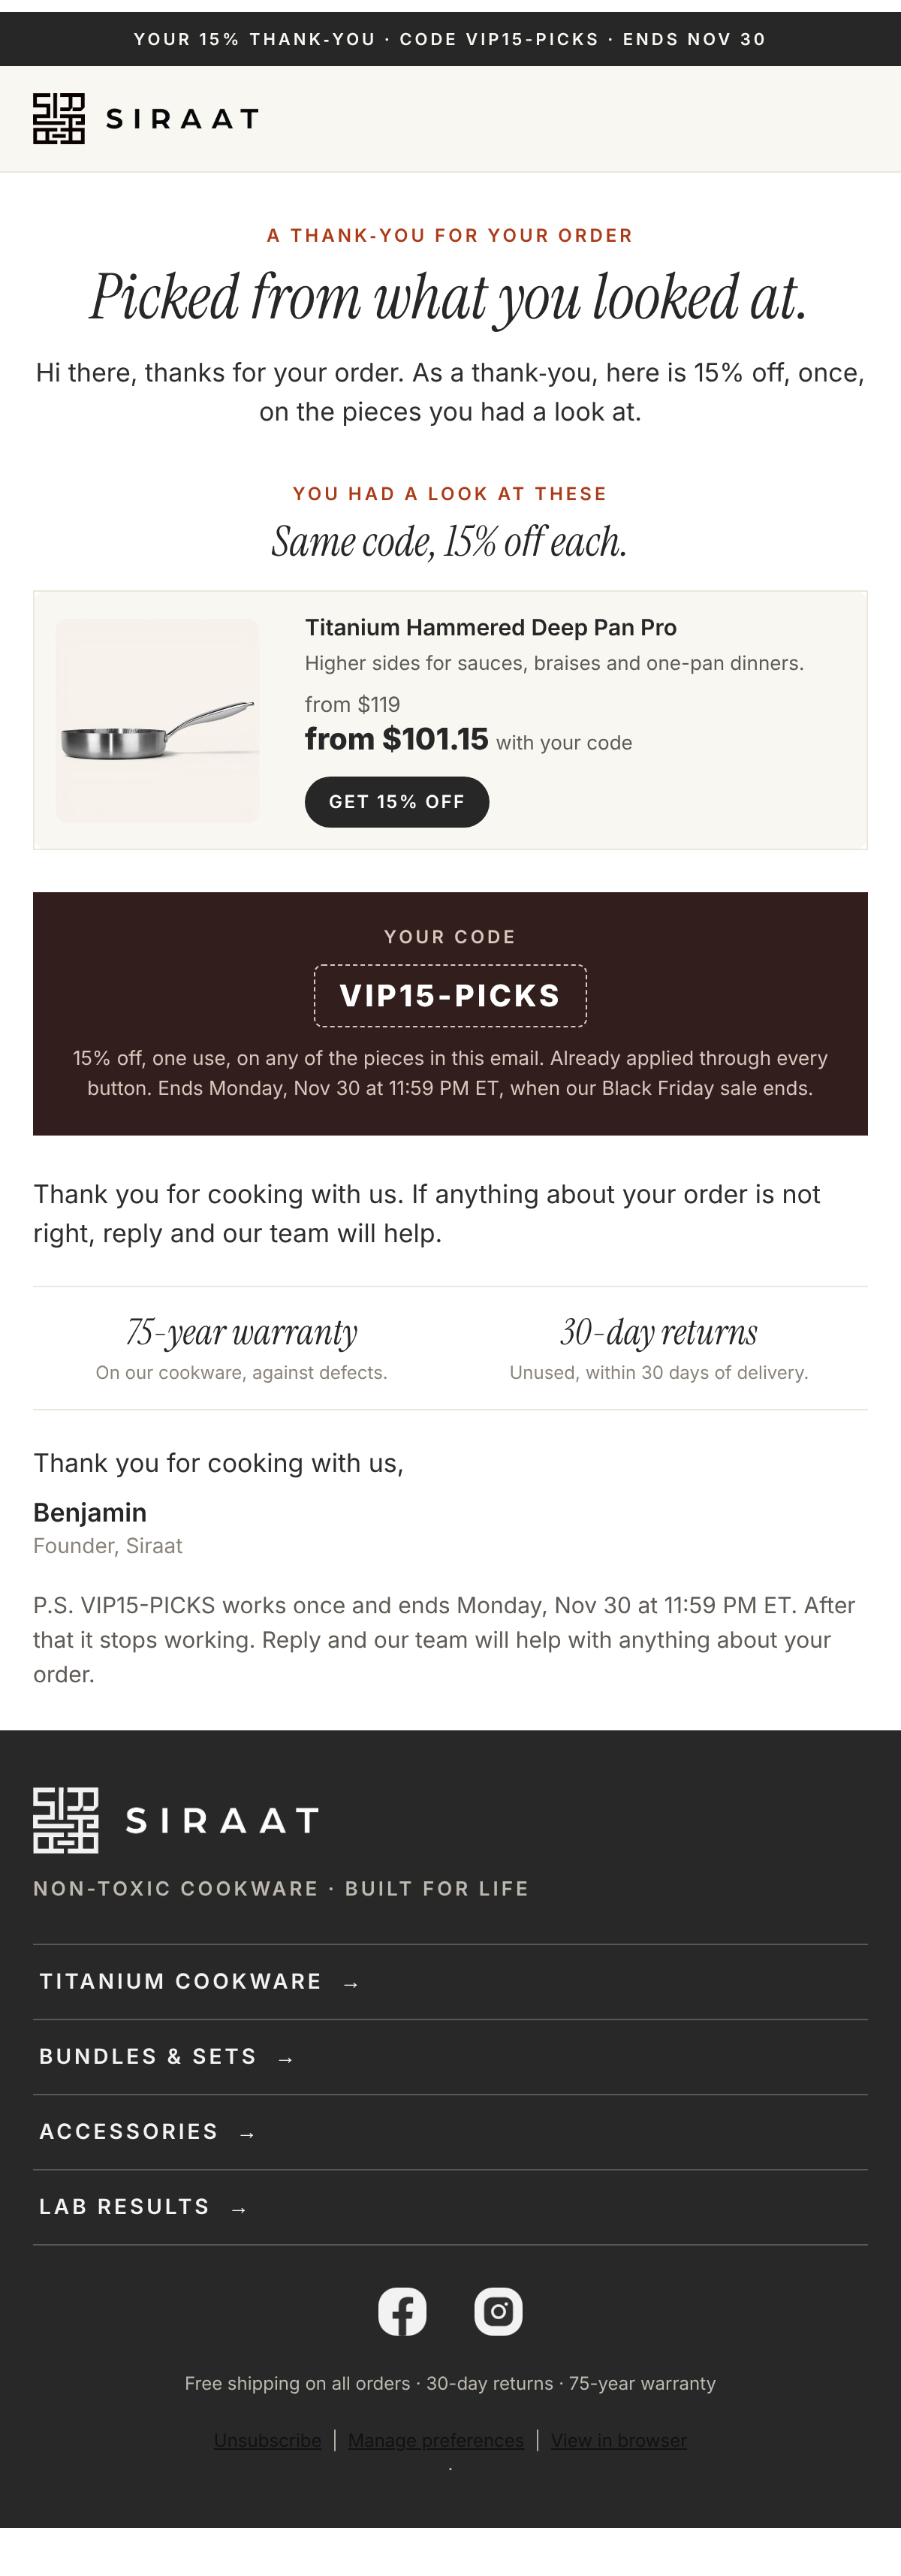 YOUR 15% THANK-YOU · CODE VIP15-PICKS · ENDS NOV 30
SIRAAT
A THANK-YOU FOR YOUR ORDER
Picked from what you looked at.
Hi there, thanks for your order. As a thank-you, here is 15% off, once,
on the pieces you had a look at.
YOU HAD A LOOK AT THESE
Same code, 15% off each.
Titanium Hammered Deep Pan Pro
Higher sides for sauces, braises and one-pan dinners.
from $119
from $101.15 with your code
GET 15% OFF
YOUR CODE
VIP15-PICKS
15% off, one use, on any of the pieces in this email. Already applied through every
button. Ends Monday, Nov 30 at 11:59 PM ET, when our Black Friday sale ends.
Thank you for cooking with us. If anything about your order is not
right, reply and our team will help.
75-year warranty
On our cookware, against defects.
30-day returns
Unused, within 30 days of delivery.
Thank you for cooking with us,
Benjamin
Founder, Siraat
P.S. VIP15-PICKS works once and ends Monday, Nov 30 at 11:59 PM ET. After
that it stops working. Reply and our team will help with anything about your
order.
SIRAAT
NON-TOXIC COOKWARE · BUILT FOR LIFE
TITANIUM COOKWARE →
BUNDLES & SETS →
ACCESSORIES →
LAB RESULTS →
Free shipping on all orders · 30-day returns · 75-year warranty
Unsubscribe | Manage preferences | View in browser
·